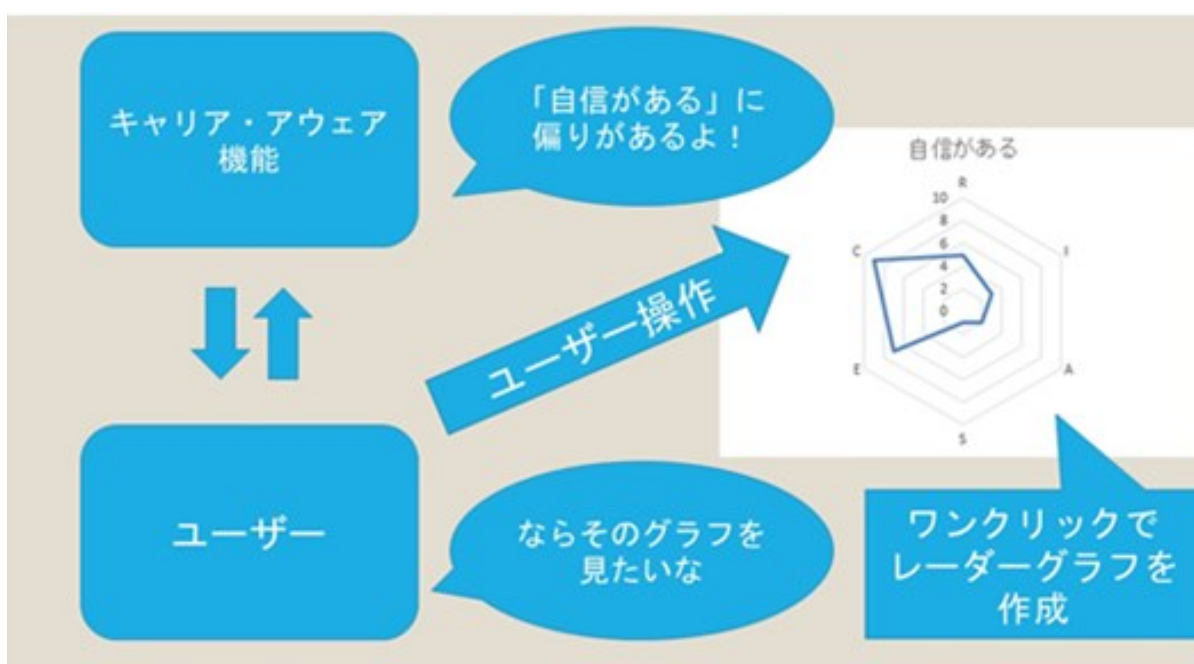 キャリア・アウェア
機能
「自信がある」に
偏りがあるよ！
自信がある
R
10
8
6
4
2
0
C
I
E
A
S
ユーザー操作
ユーザー
ならそのグラフを
見たいな
ワンクリックで
レーダーグラフを
作成